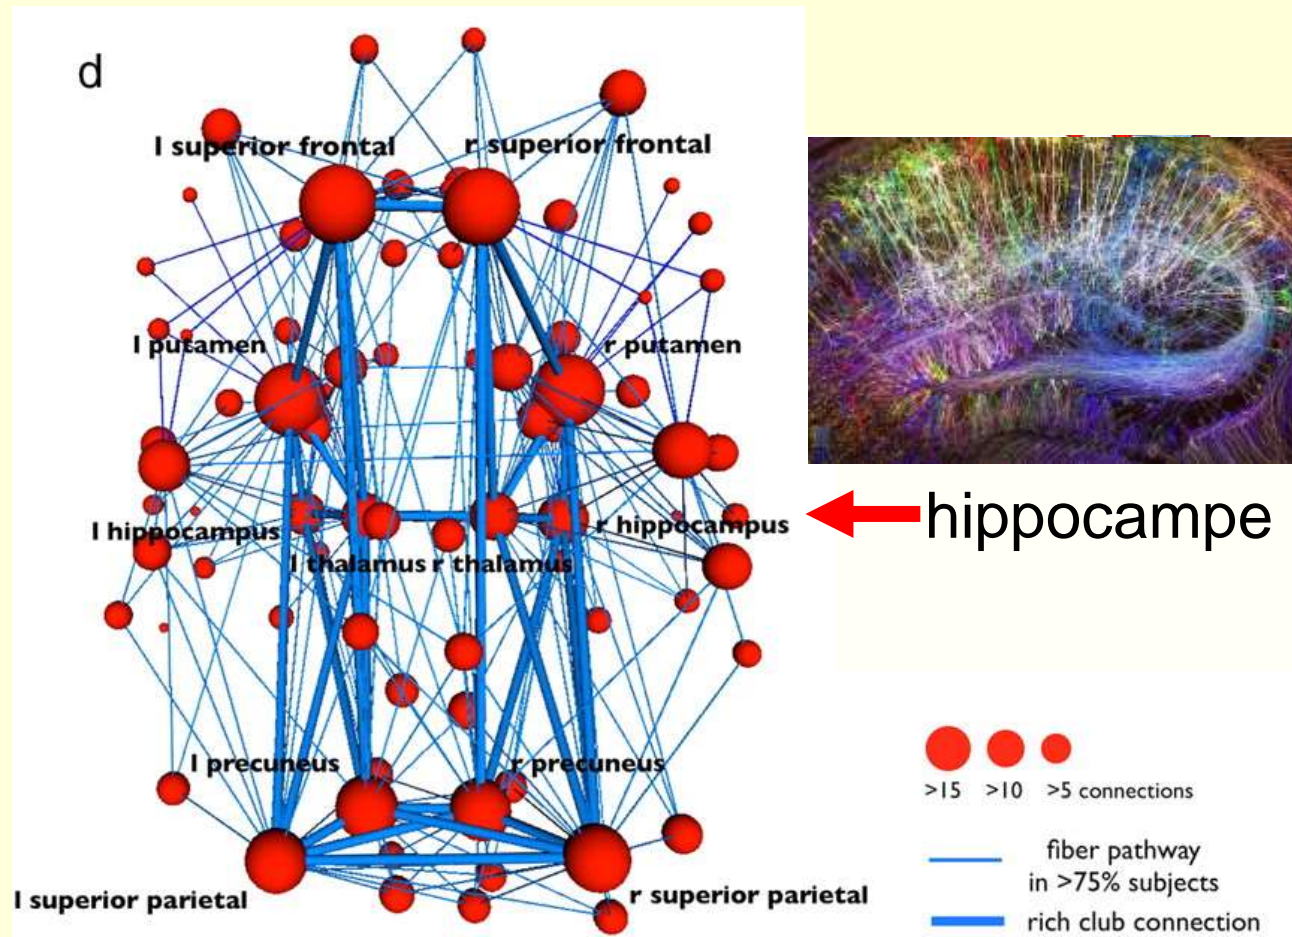 d
l superior frontal
r superior frontal
l putamen
r putamen
l hippocampus
r hippocampus
hippocampe
l thalamus
r thalamus
l precuneus
r precuneus
>15 >10 >5 connections
fiber pathway
in >75% subjects
l superior parietal
r superior parietal
rich club connection